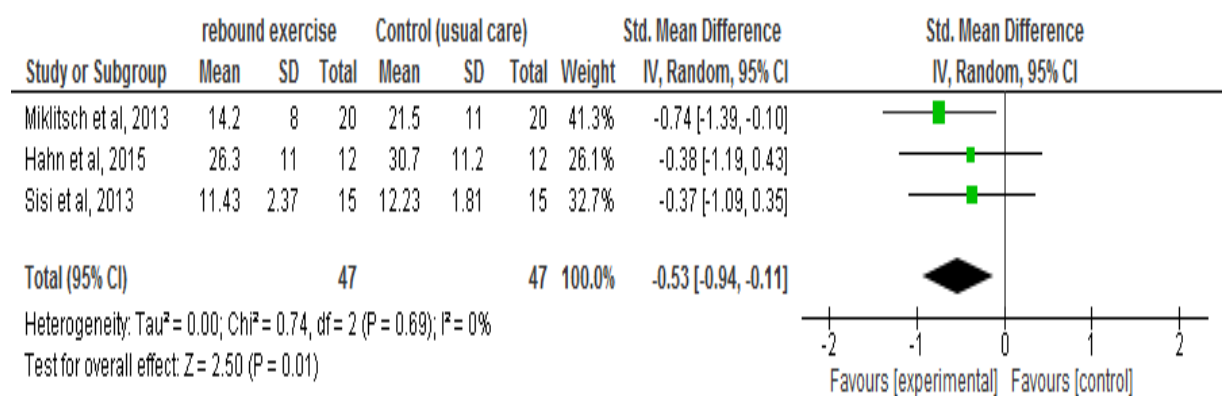 rebound exercise Control (usual care) Std. Mean Difference Std. Mean Difference
Study or Subgroup Mean SD Total Mean SD Total Weight IV, Random, 95% CI IV, Random, 95% CI
Miklitsch et al, 2013 14.2 8 20 21.5 11 20 41.3% -0.74 [-1.39, -0.10]
Hahn et al, 2015 26.3 11 12 30.7 11.2 12 26.1% -0.38 [-1.19, 0.43]
Sisi et al, 2013 11.43 2.37 15 12.23 1.81 15 32.7% -0.37 [-1.09, 0.35]
Total (95% CI) 47 47 100.0% -0.53 [-0.94, -0.11]
Heterogeneity: Tau² = 0.00; Chi² = 0.74, df = 2 (P = 0.69); I² = 0%
Test for overall effect: Z = 2.50 (P = 0.01)
-2 -1 0 1 2
Favours [experimental] Favours [control]